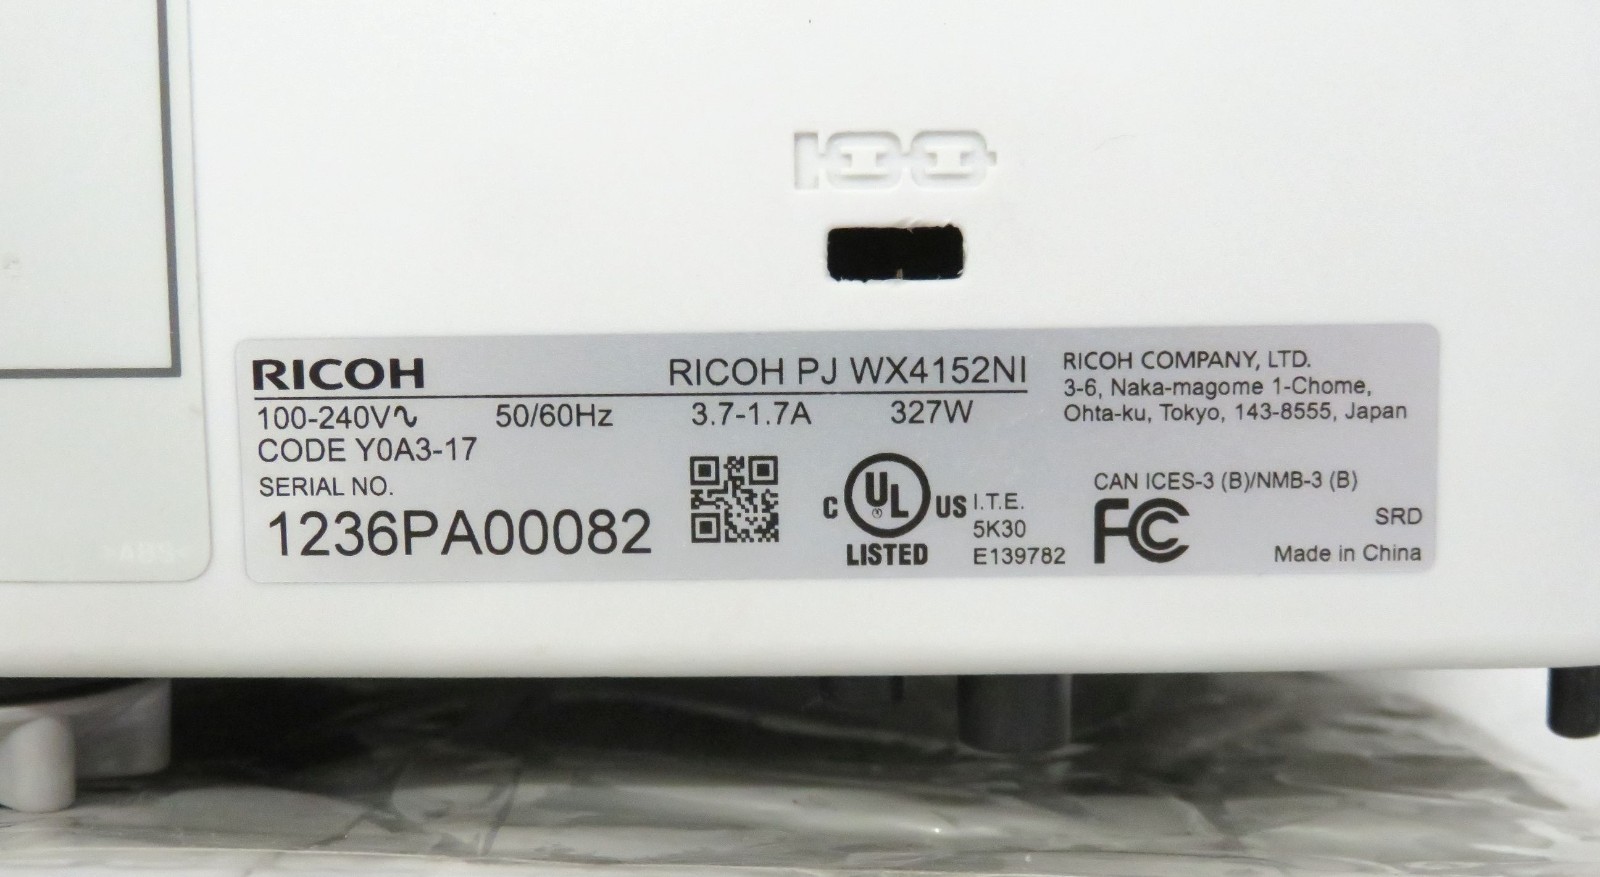 RICOH
RICOH PJ WX4152NI
100-240V∿ 50/60Hz 3.7-1.7A 327W
CODE Y0A3-17
SERIAL NO.
1236PA00082
C UL US
LISTED
I.T.E.
5K30
E139782
RICOH COMPANY, LTD.
3-6, Naka-magome 1-Chome,
Ohta-ku, Tokyo, 143-8555, Japan
CAN ICES-3 (B)/NMB-3 (B)
FC
SRD
Made in China